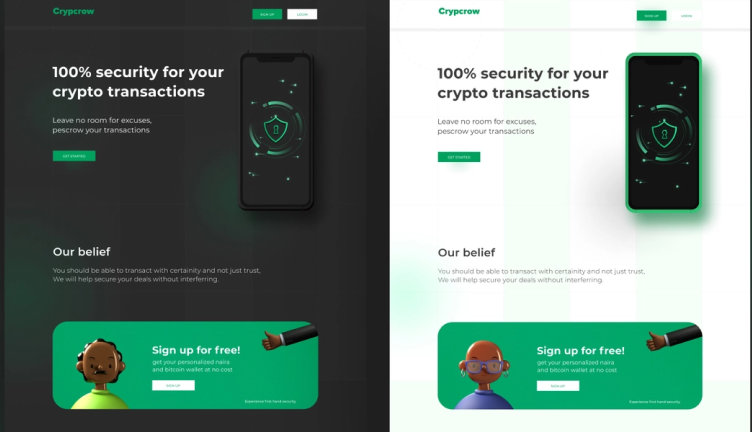 Crypcrow
SIGN UP
LOGIN
100% security for your
crypto transactions
Leave no room for excuses,
pescrow your transactions
GET STARTED
Our belief
You should be able to transact with certainity and not just trust,
We will help secure your deals without interferring.
Sign up for free!
get your personalized naira
and bitcoin wallet at no cost
SIGN UP
Experience first hand security
Crypcrow
SIGN UP
LOGIN
100% security for your
crypto transactions
Leave no room for excuses,
pescrow your transactions
GET STARTED
Our belief
You should be able to transact with certainity and not just trust,
We will help secure your deals without interferring.
Sign up for free!
get your personalized naira
and bitcoin wallet at no cost
SIGN UP
Experience first hand security